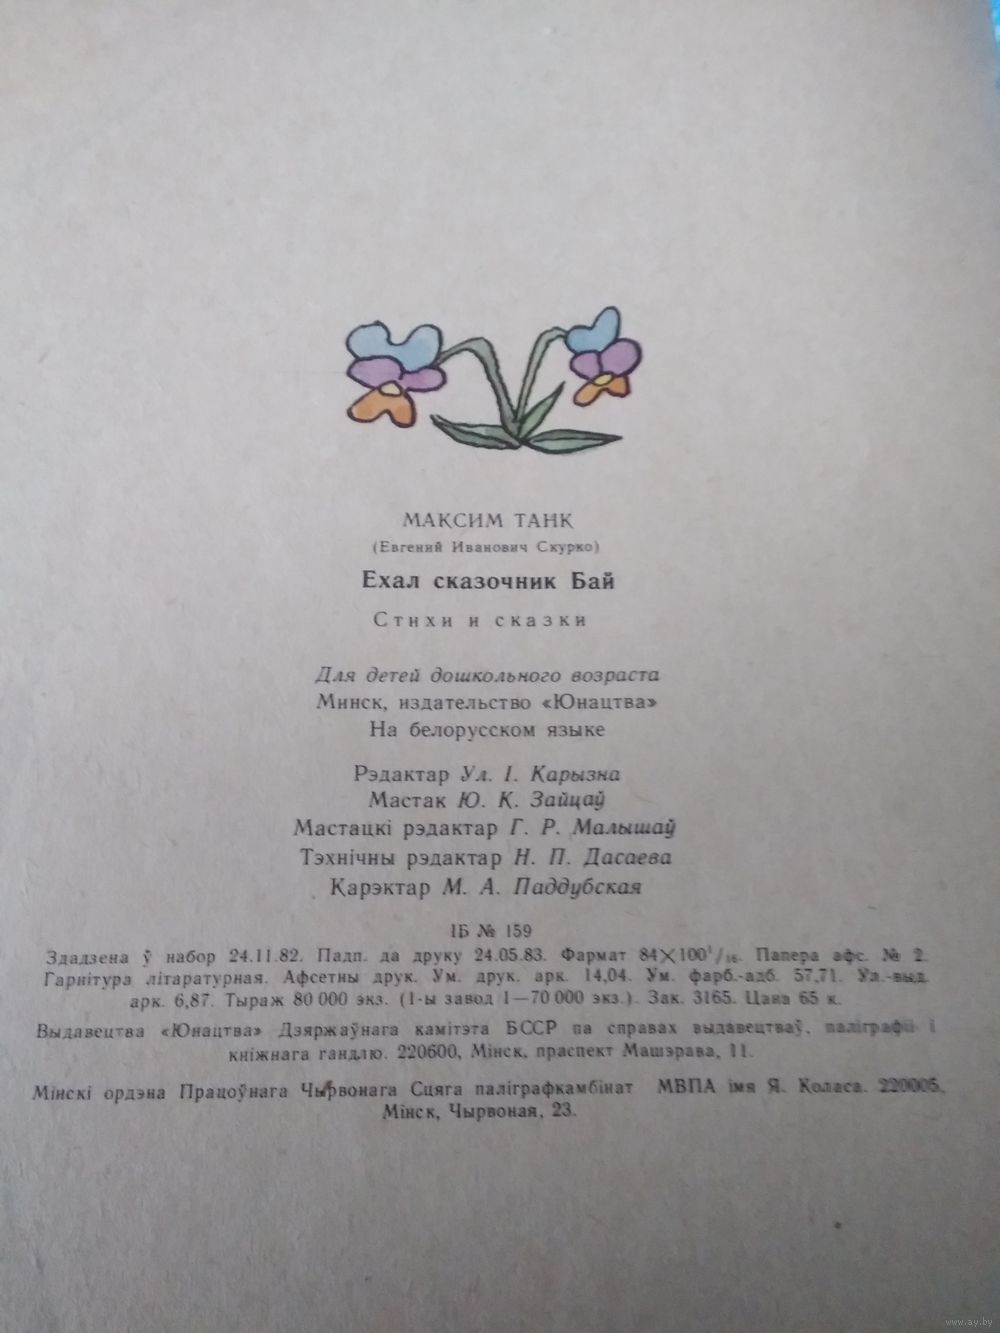 МАКСИМ ТАНК
(Евгений Иванович Скурко)
Ехал сказочник Бай
Стихи и сказки
Для детей дошкольного возраста
Минск, издательство «Юнацтва»
На белорусском языке
Рэдактар Ул. І. Карызна
Мастак Ю. К. Зайцаў
Мастацкі рэдактар Г. Р. Малышаў
Тэхнічны рэдактар Н. П. Дасаева
Карэктар М. А. Паддубская
ІБ № 159
Здадзена ў набор 24.11.82. Падп. да друку 24.05.83. Фармат 84×100¹/₁₆. Папера афс. № 2.
Гарнітура літаратурная. Афсетны друк. Ум. друк. арк. 14,04. Ум. фарб.-адб. 57,71. Ул.-выд.
арк. 6,87. Тыраж 80 000 экз. (1-ы завод 1—70 000 экз.). Зак. 3165. Цана 65 к.
Выдавецтва «Юнацтва» Дзяржаўнага камітэта БССР па справах выдавецтваў, паліграфіі і
кніжнага гандлю. 220600, Мінск, праспект Машэрава, 11.
Мінскі ордэна Працоўнага Чырвонага Сцяга паліграфкамбінат МВПА імя Я. Коласа. 220005,
Мінск, Чырвоная, 23.
www.ay.by